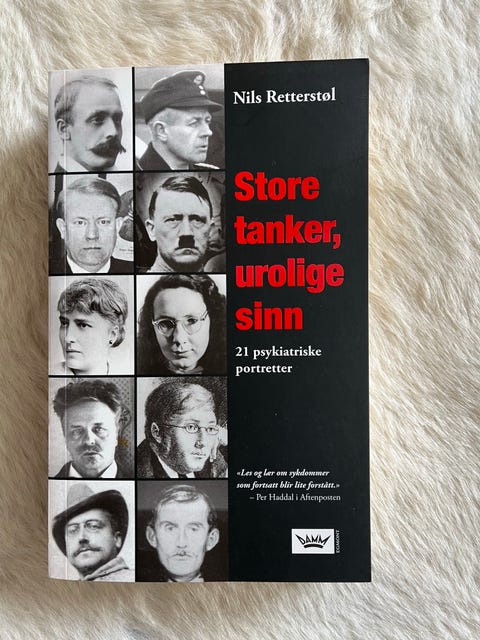 Nils Retterstøl
Store
tanker,
urolige
sinn
21 psykiatriske
portretter
«Les og lær om sykdommer
som fortsatt blir lite forstått.»
– Per Haddal i Aftenposten
DAMM
EGMONT